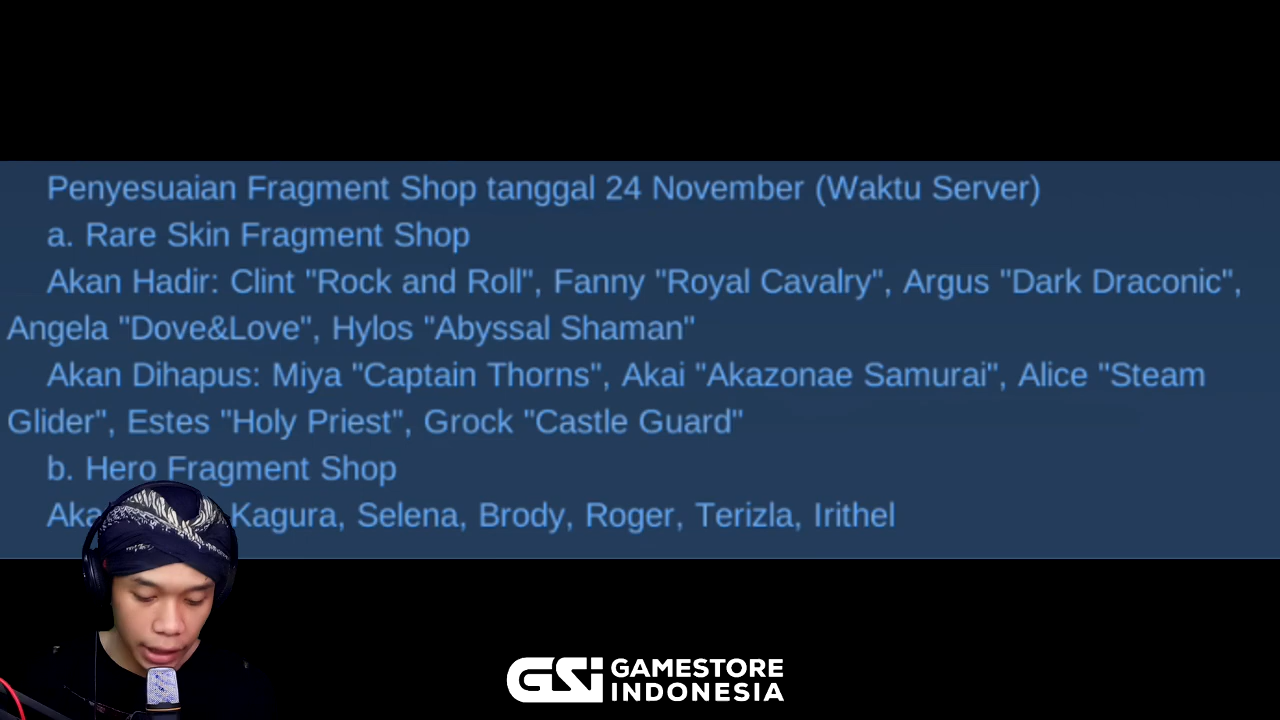 Penyesuaian Fragment Shop tanggal 24 November (Waktu Server)
a. Rare Skin Fragment Shop
Akan Hadir: Clint "Rock and Roll", Fanny "Royal Cavalry", Argus "Dark Draconic",
Angela "Dove&Love", Hylos "Abyssal Shaman"
Akan Dihapus: Miya "Captain Thorns", Akai "Akazonae Samurai", Alice "Steam
Glider", Estes "Holy Priest", Grock "Castle Guard"
b. Hero Fragment Shop
Kagura, Selena, Brody, Roger, Terizla, Irithel
GSI GAMESTORE
INDONESIA